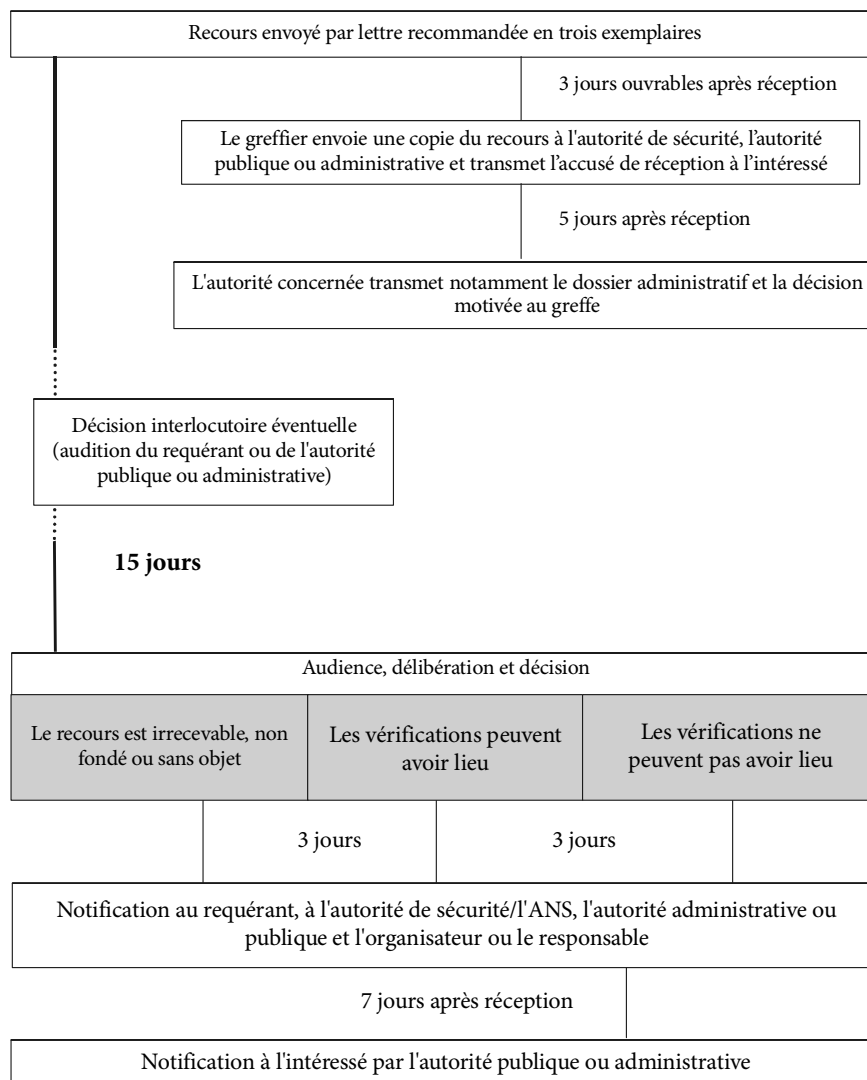 Recours envoyé par lettre recommandée en trois exemplaires
3 jours ouvrables après réception
Le greffier envoie une copie du recours à l'autorité de sécurité, l'autorité
publique ou administrative et transmet l'accusé de réception à l'intéressé
5 jours après réception
L'autorité concernée transmet notamment le dossier administratif et la décision
motivée au greffe
Décision interlocutoire éventuelle
(audition du requérant ou de l'autorité
publique ou administrative)
15 jours
Audience, délibération et décision
Le recours est irrecevable, non
fondé ou sans objet
Les vérifications peuvent
avoir lieu
Les vérifications ne
peuvent pas avoir lieu
3 jours
3 jours
Notification au requérant, à l'autorité de sécurité/l'ANS, l'autorité administrative ou
publique et l'organisateur ou le responsable
7 jours après réception
Notification à l'intéressé par l'autorité publique ou administrative